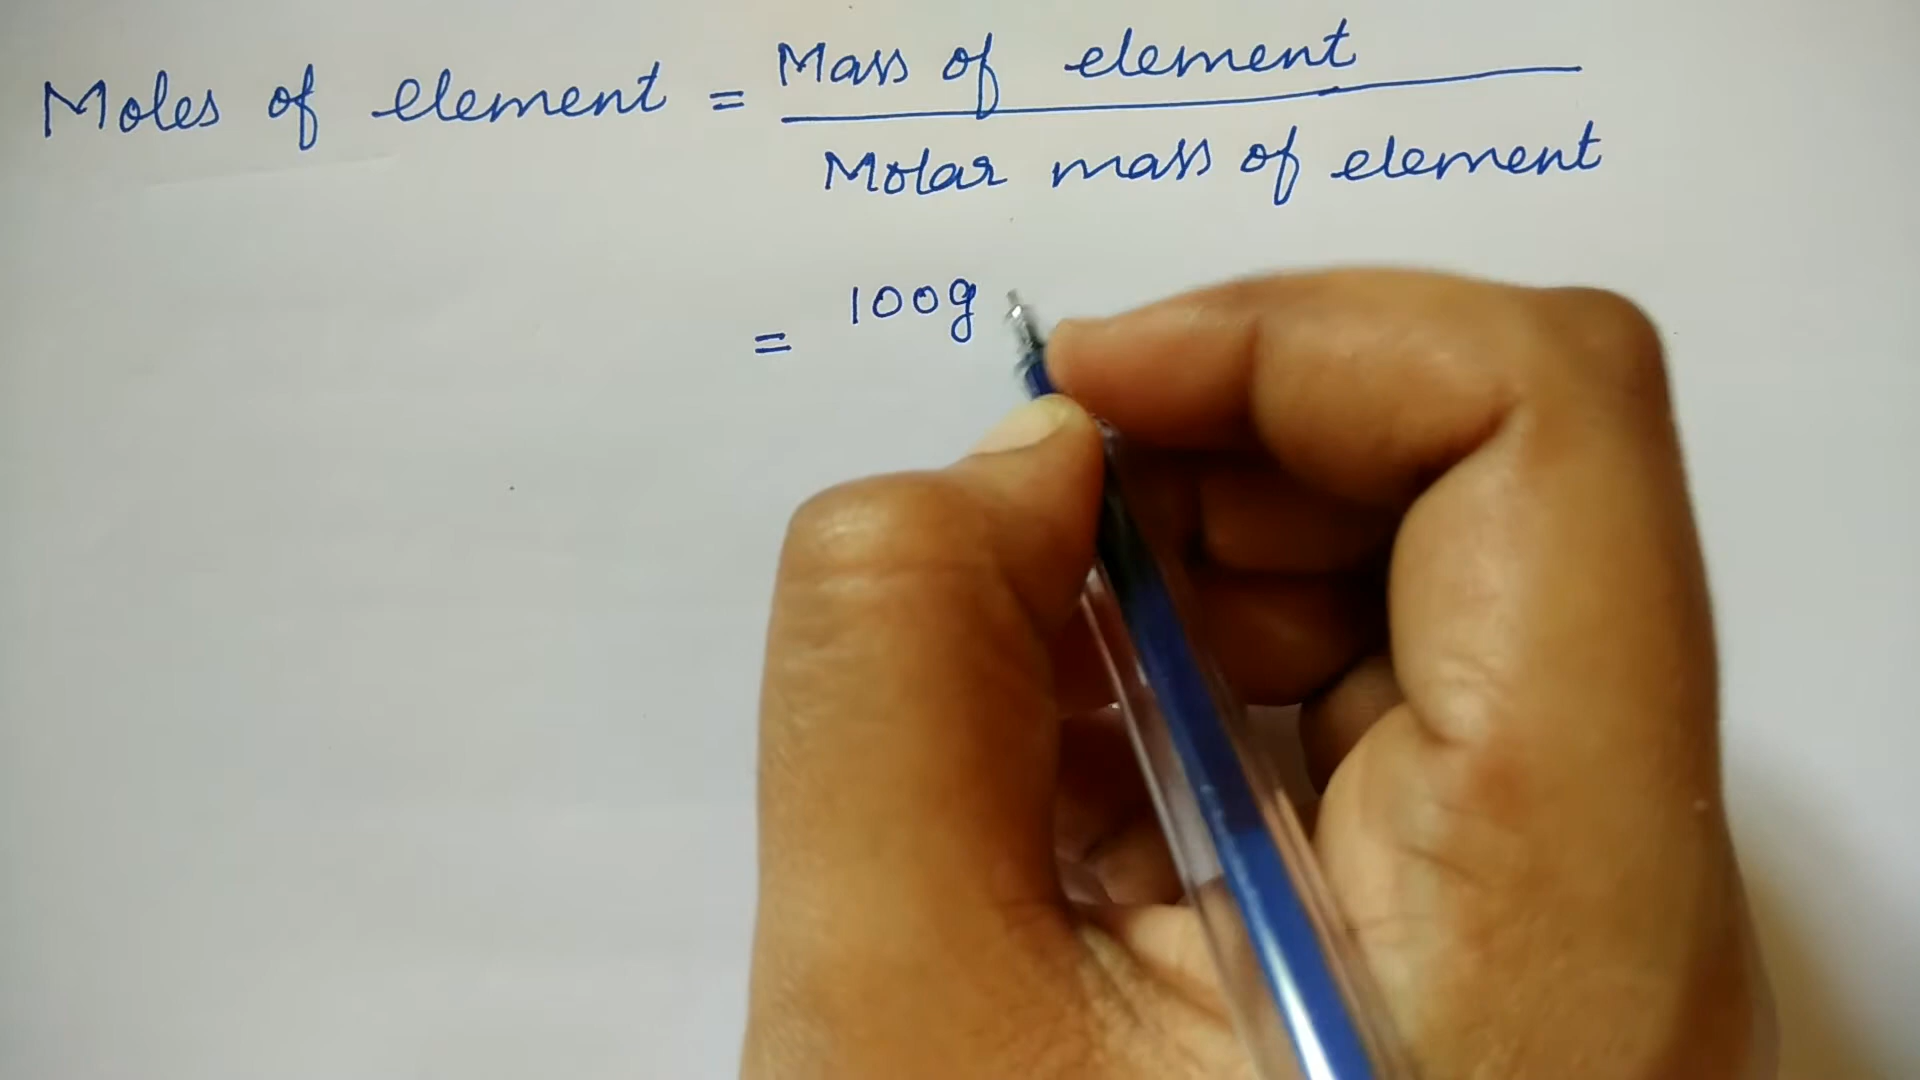 Moles of element = Mass of element
Molar mass of element
= 100g